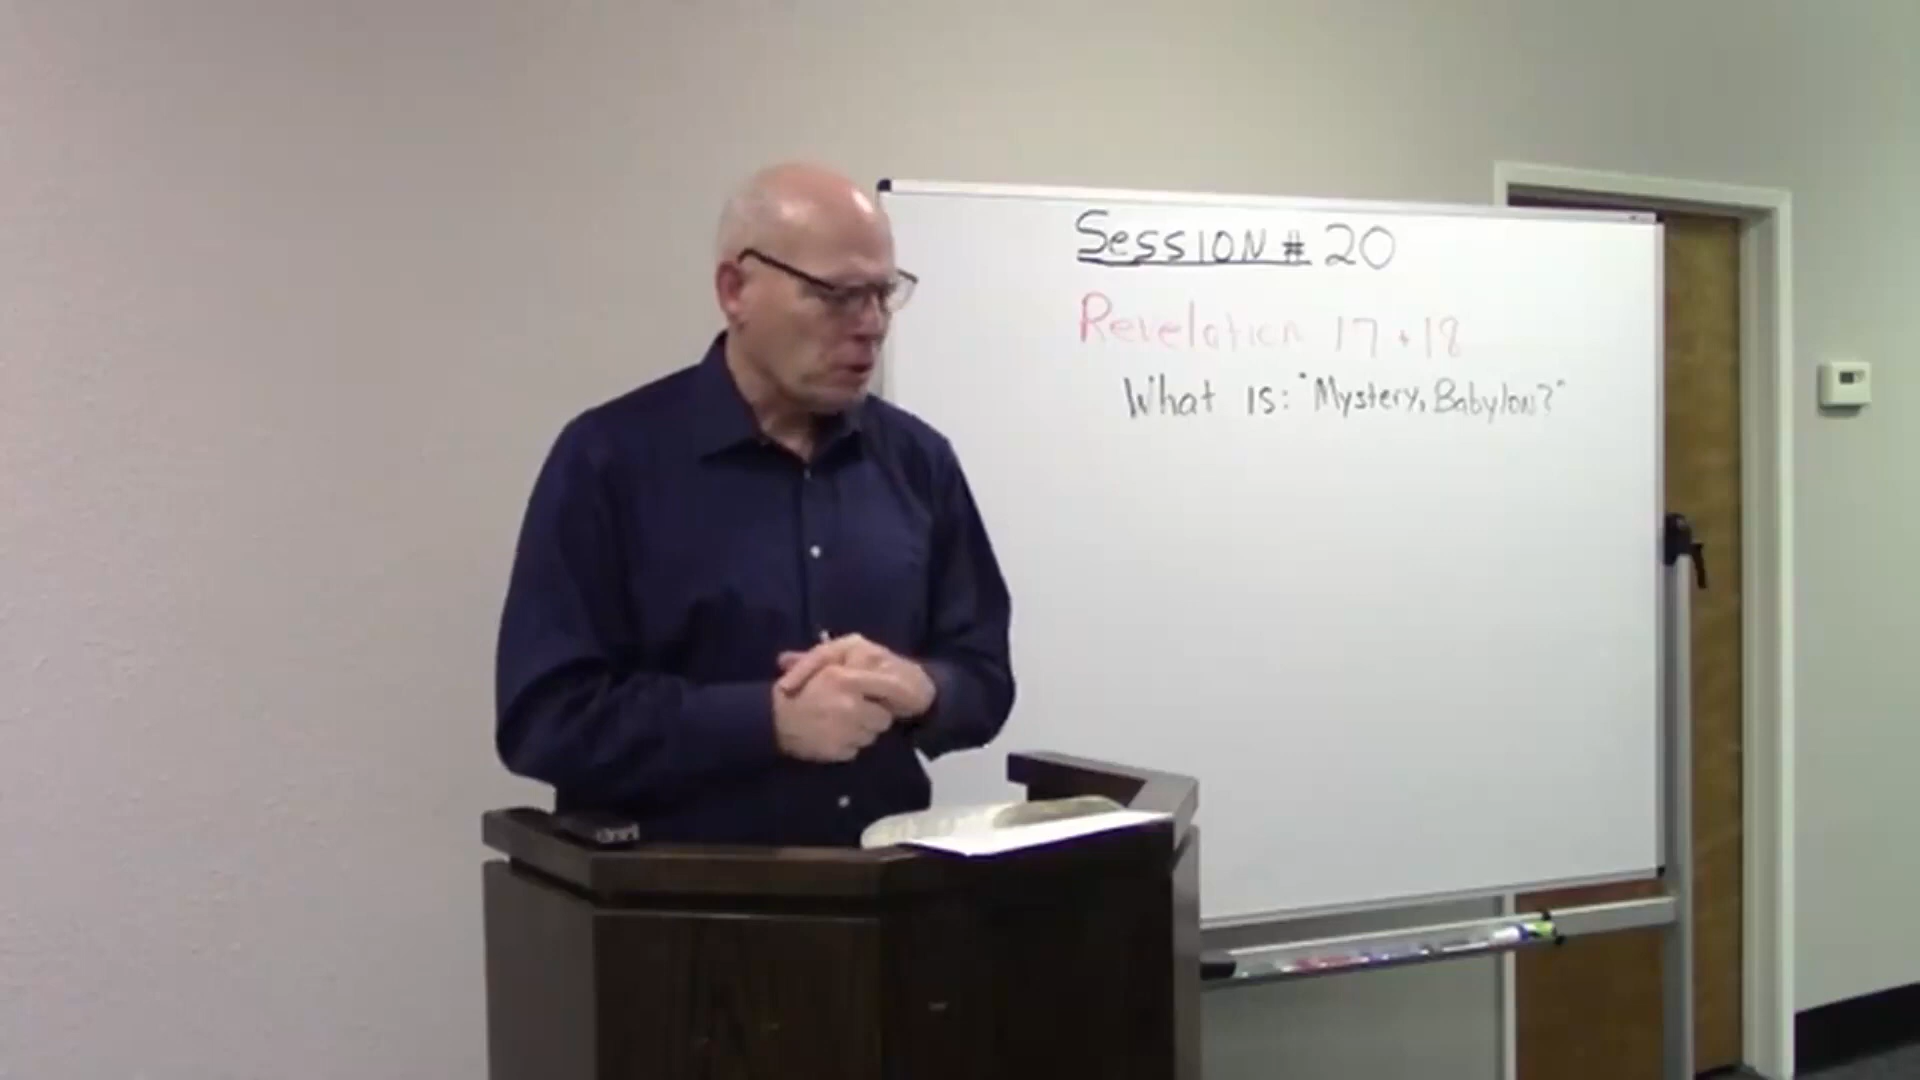 Session # 20
Revelation 17 + 18
What is: "Mystery, Babylon?"